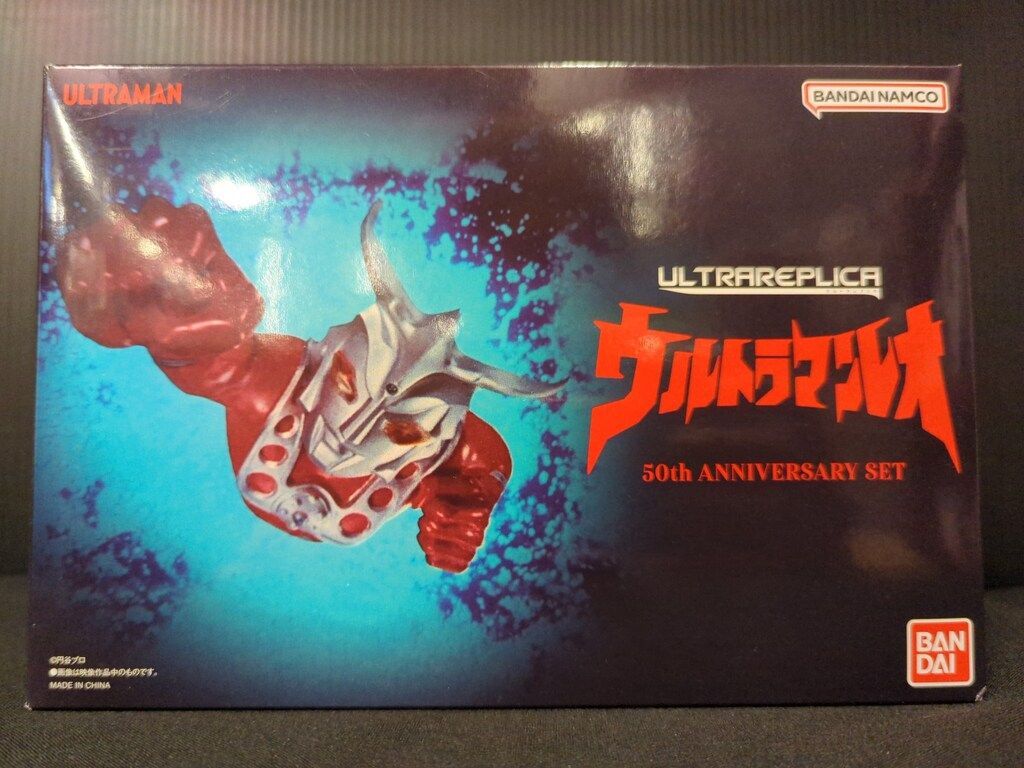 ULTRAMAN
BANDAI NAMCO
ULTRAREPLICA
ウルトラマンレオ
50th ANNIVERSARY SET
©円谷プロ
●画像は映像作品中のものです。
MADE IN CHINA
BAN
DAI